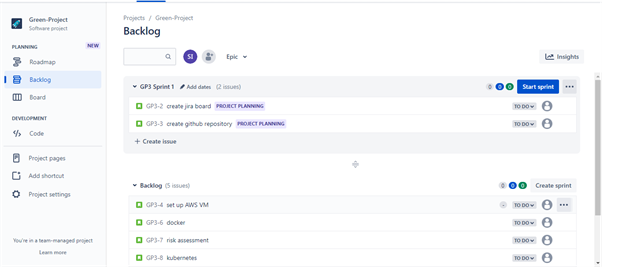 Green-Project
Software project
PLANNING NEW
Roadmap
Backlog
Board
DEVELOPMENT
Code
Project pages
Add shortcut
Project settings
You're in a team-managed project
Learn more
Projects / Green-Project
Backlog
SI Epic Insights
GP3 Sprint 1 Add dates (2 issues) 0 0 0 Start sprint
GP3-2 create jira board PROJECT PLANNING TO DO
GP3-3 create github repository PROJECT PLANNING TO DO
+ Create issue
Backlog (5 issues) 0 0 0 Create sprint
GP3-4 set up AWS VM - TO DO
GP3-6 docker TO DO
GP3-7 risk assessment TO DO
GP3-8 kubernetes TO DO